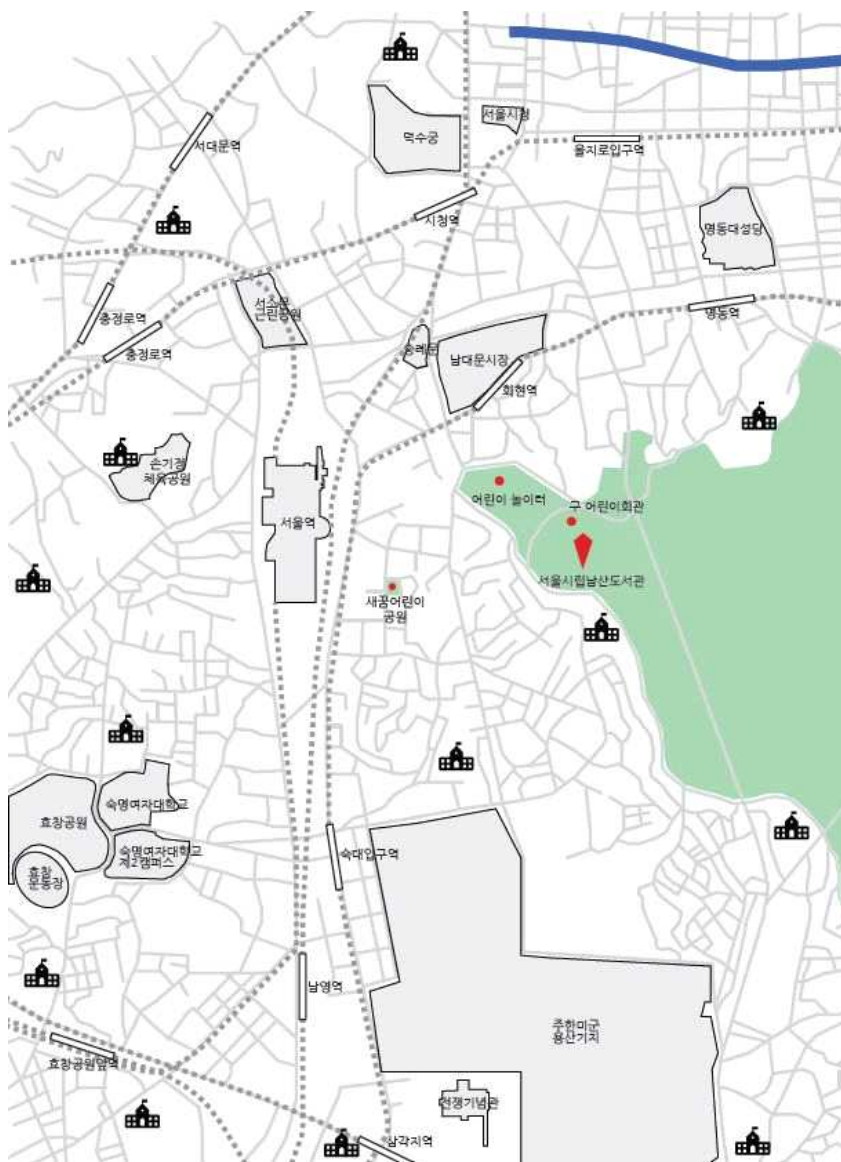 서울시청
덕수궁
서대문역
을지로입구역
시청역
명동대성당
서소문
근린공원
명동역
충정로역
충정로역
숭례문
남대문시장
회현역
손기정
체육공원
어린이 놀이터
구 어린이회관
서울역
서울시립남산도서관
새꿈어린이
공원
숙명여자대학교
효창공원
숙명여자대학교
제2캠퍼스
숙대입구역
효창
운동장
남영역
주한미군
용산기지
효창공원앞역
전쟁기념관
삼각지역